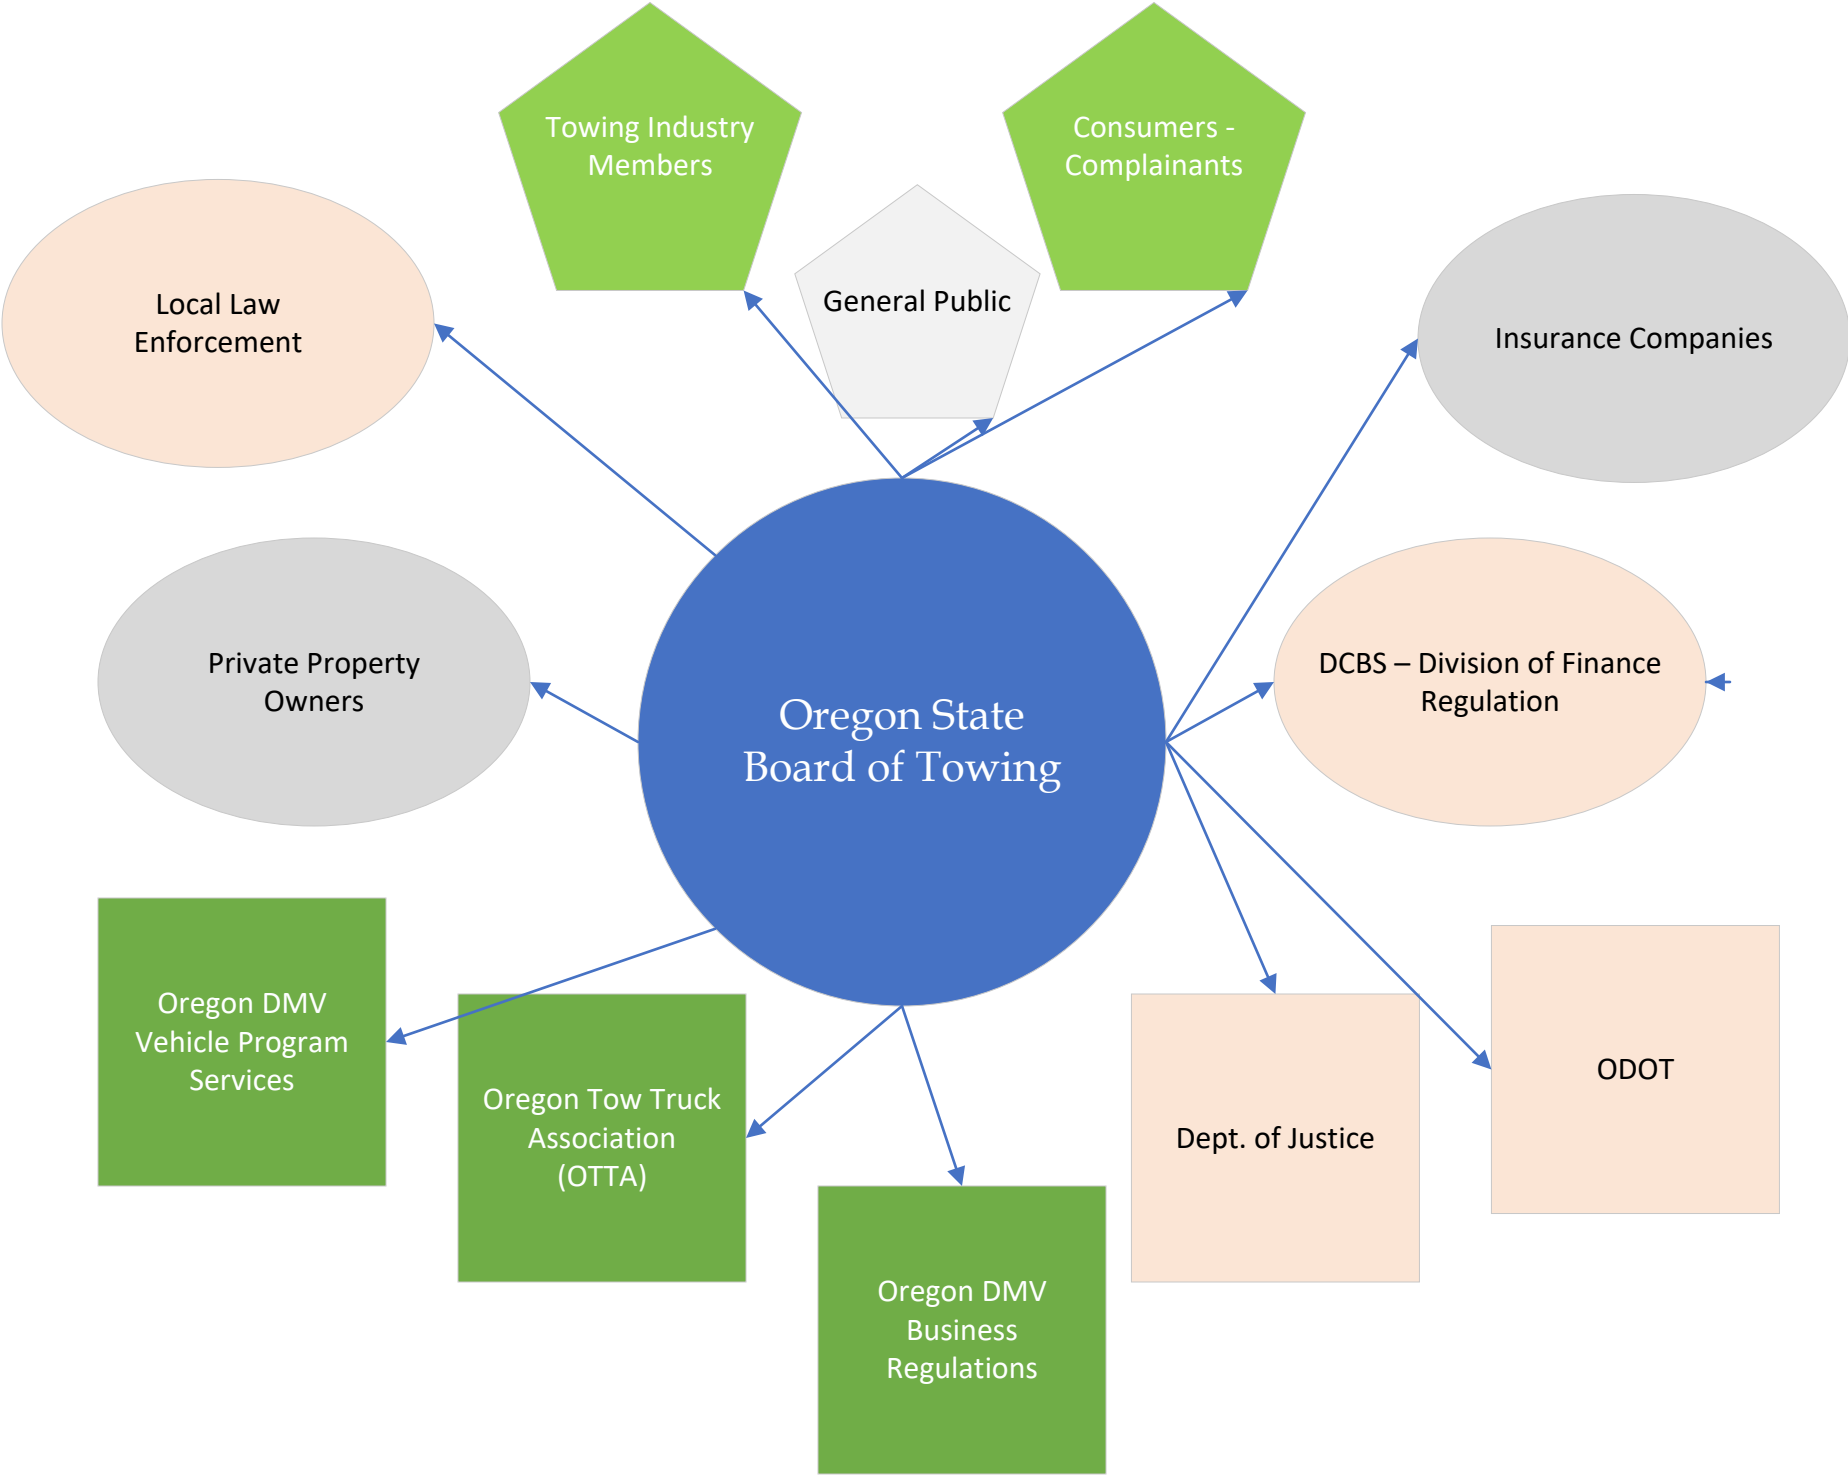 Towing Industry
Members
Consumers -
Complainants
General Public
Local Law
Enforcement
Insurance Companies
Private Property
Owners
DCBS – Division of Finance
Regulation
Oregon State
Board of Towing
Oregon DMV
Vehicle Program
Services
Oregon Tow Truck
Association
(OTTA)
Oregon DMV
Business
Regulations
Dept. of Justice
ODOT